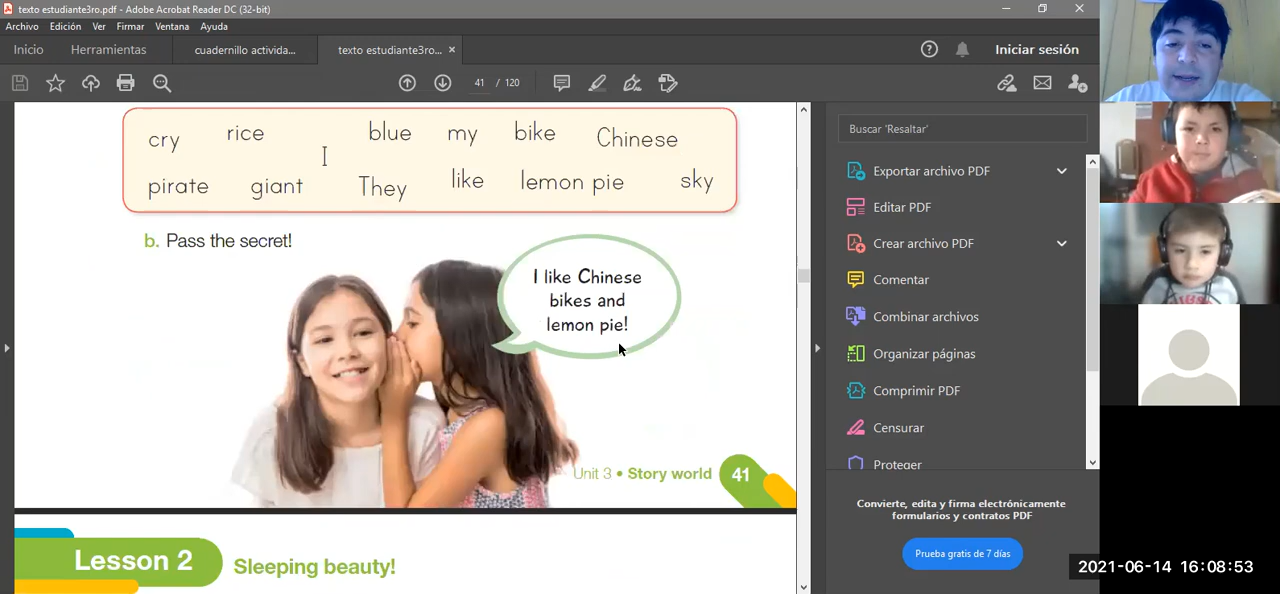 texto estudiante3ro.pdf - Adobe Acrobat Reader DC (32-bit)
Archivo Edición Ver Firmar Ventana Ayuda
Inicio Herramientas cuadernillo activida... texto estudiante3ro... × Iniciar sesión
41 / 120
cry rice blue my bike Chinese
I
pirate giant They like lemon pie sky
b. Pass the secret!
I like Chinese
bikes and
lemon pie!
Unit 3 • Story world 41
Lesson 2 Sleeping beauty!
Buscar 'Resaltar'
Exportar archivo PDF
Editar PDF
Crear archivo PDF
Comentar
Combinar archivos
Organizar páginas
Comprimir PDF
Censurar
Proteger
Convierte, edita y firma electrónicamente
formularios y contratos PDF
Prueba gratis de 7 días
2021-06-14 16:08:53